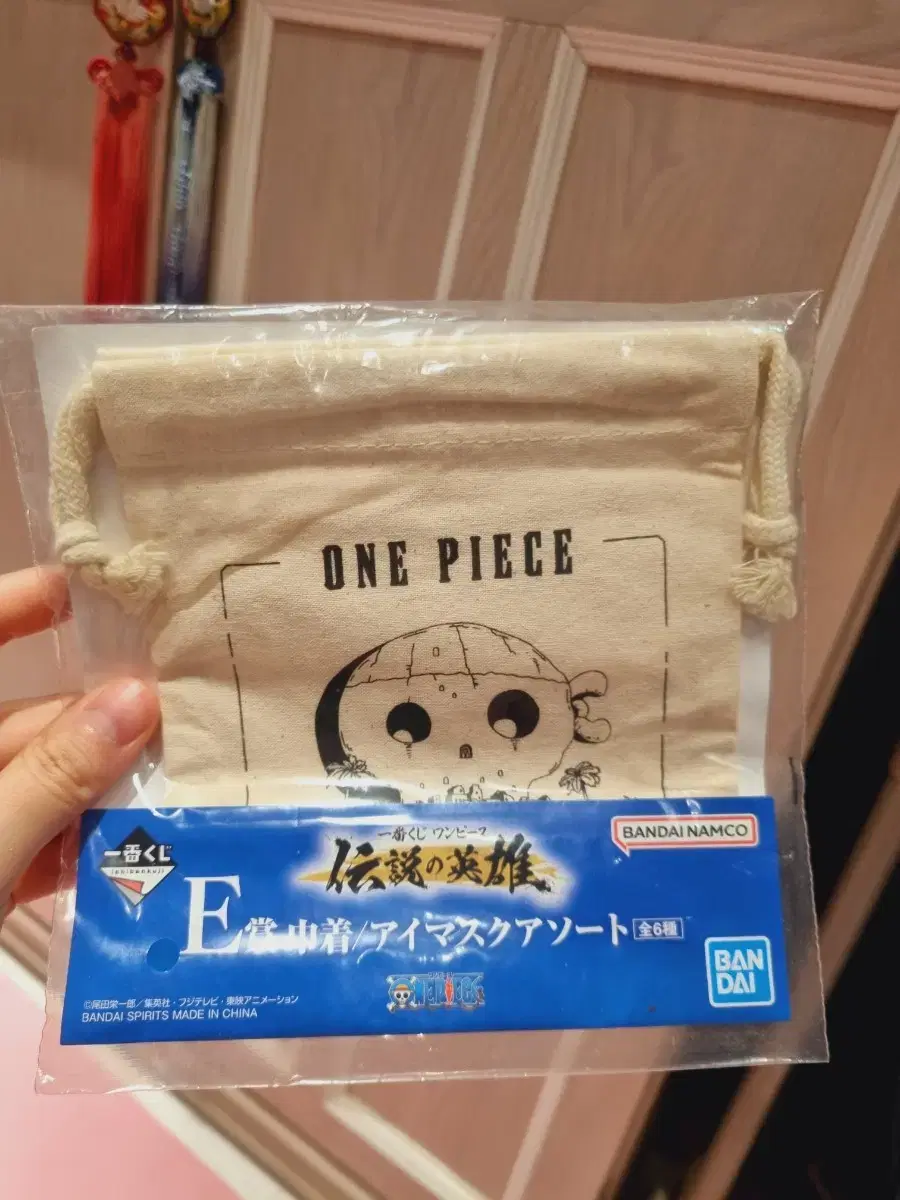 ONE PIECE
一番くじ
ichibankuji
一番くじ ワンピース
伝説の英雄
BANDAI NAMCO
E賞 巾着/アイマスクアソート 全6種
BAN
DAI
ONE PIECE
©尾田栄一郎／集英社・フジテレビ・東映アニメーション
BANDAI SPIRITS MADE IN CHINA